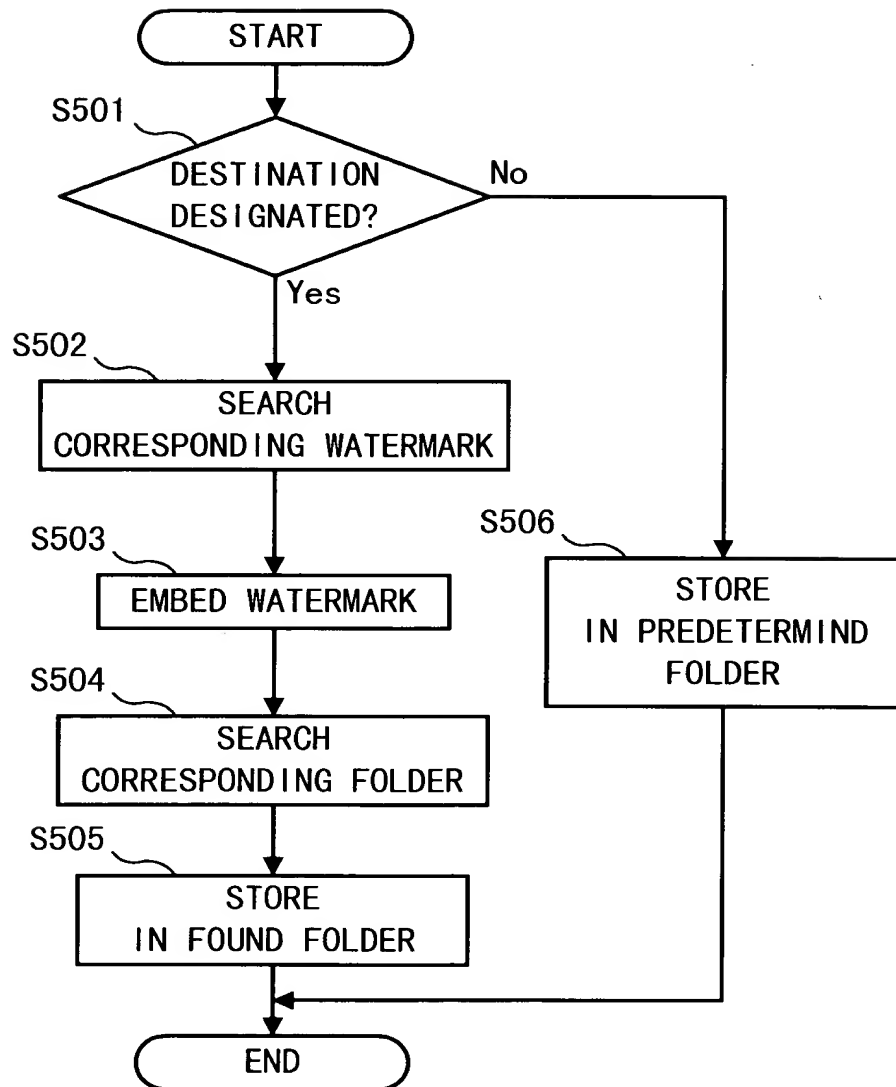 START
S501
DESTINATION
DESIGNATED?
No
Yes
S502
SEARCH
CORRESPONDING WATERMARK
S503
EMBED WATERMARK
S506
STORE
IN PREDETERMIND
FOLDER
S504
SEARCH
CORRESPONDING FOLDER
S505
STORE
IN FOUND FOLDER
END